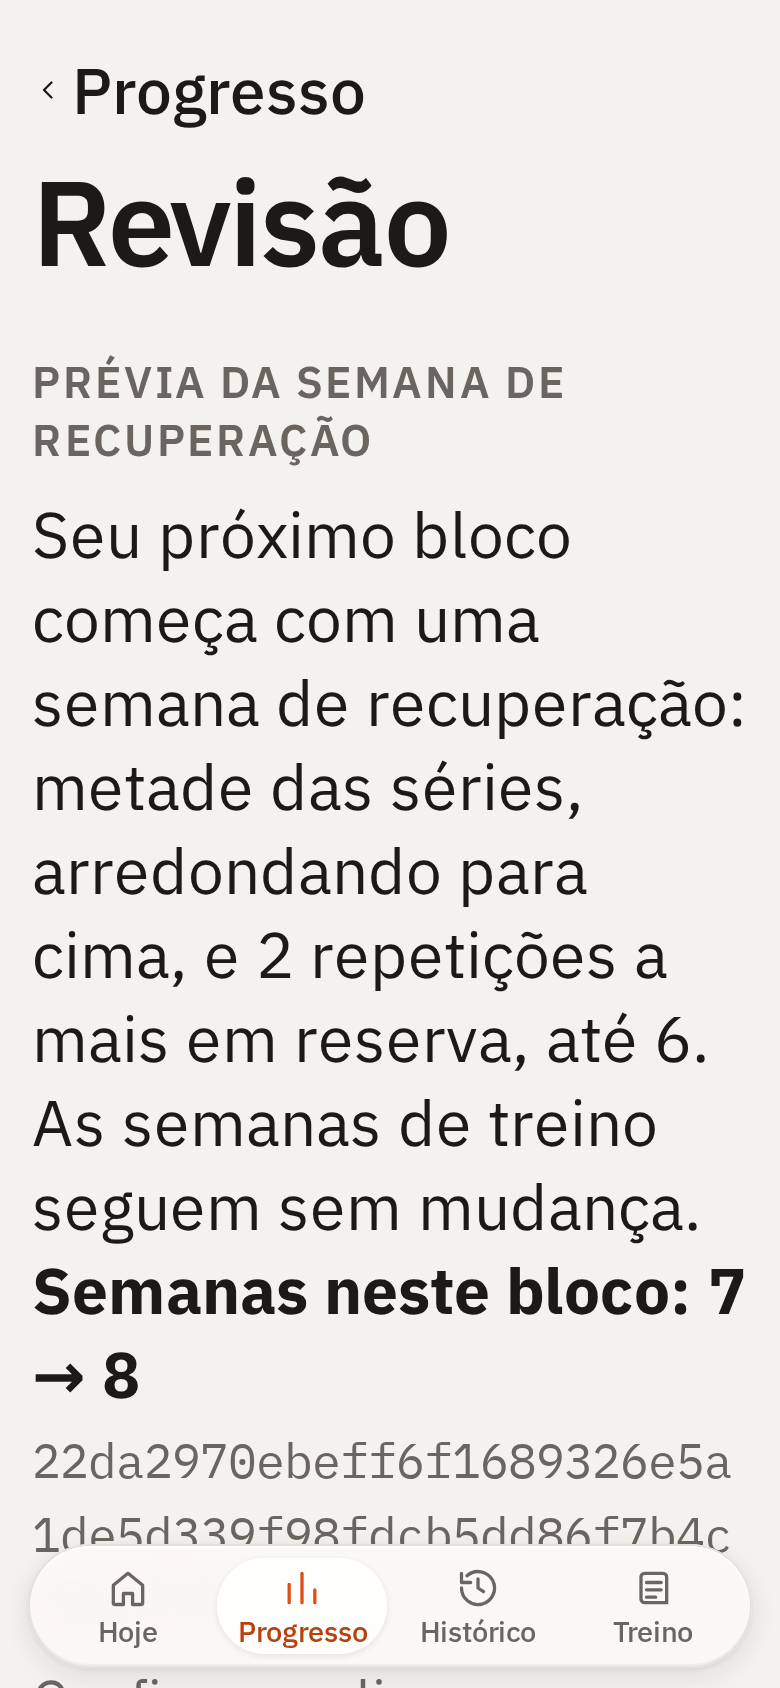 Progresso
Revisão
PRÉVIA DA SEMANA DE
RECUPERAÇÃO
Seu próximo bloco
começa com uma
semana de recuperação:
metade das séries,
arredondando para
cima, e 2 repetições a
mais em reserva, até 6.
As semanas de treino
seguem sem mudança.
Semanas neste bloco: 7
→ 8
22da2970ebeff6f1689326e5a
1de5d339f98fdcb5dd86f7b4c
Hoje
Progresso
Histórico
Treino